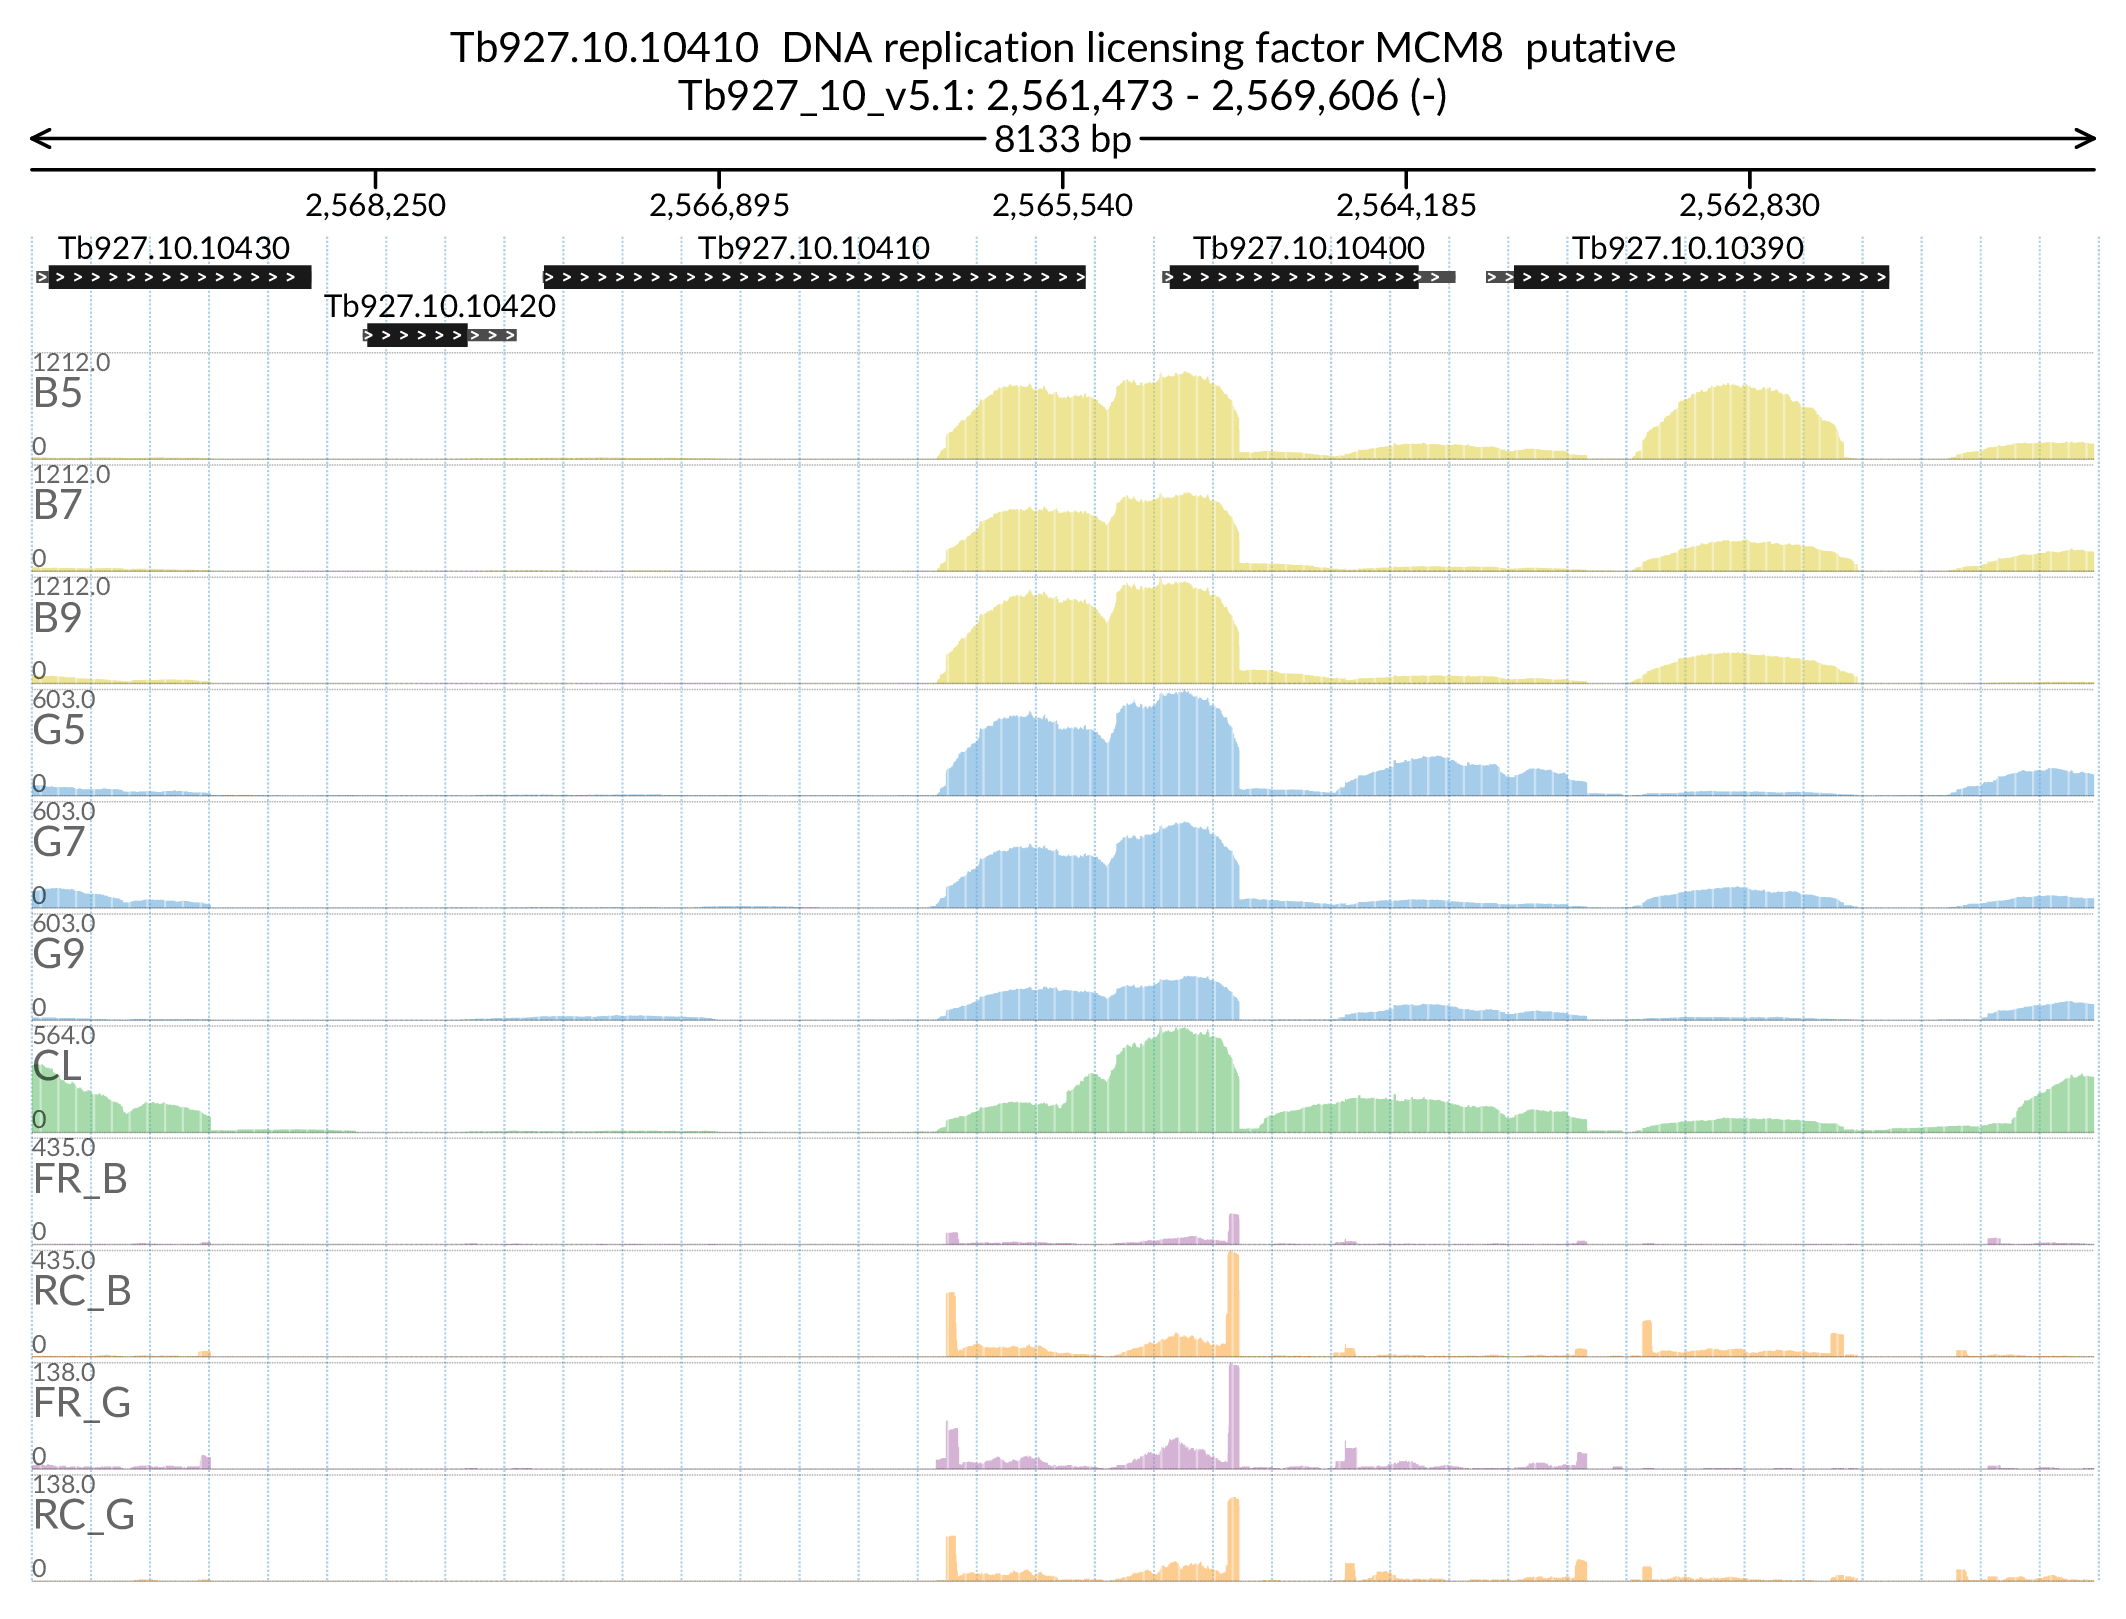 Tb927.10.10410  DNA replication licensing factor MCM8  putative
Tb927_10_v5.1: 2,561,473 - 2,569,606 (-)
8133 bp
2,568,250 2,566,895 2,565,540 2,564,185 2,562,830
Tb927.10.10430 Tb927.10.10410 Tb927.10.10400 Tb927.10.10390
Tb927.10.10420
1212.0
B5
0
1212.0
B7
0
1212.0
B9
0
603.0
G5
0
603.0
G7
0
603.0
G9
0
564.0
CL
0
435.0
FR_B
0
435.0
RC_B
0
138.0
FR_G
0
138.0
RC_G
0